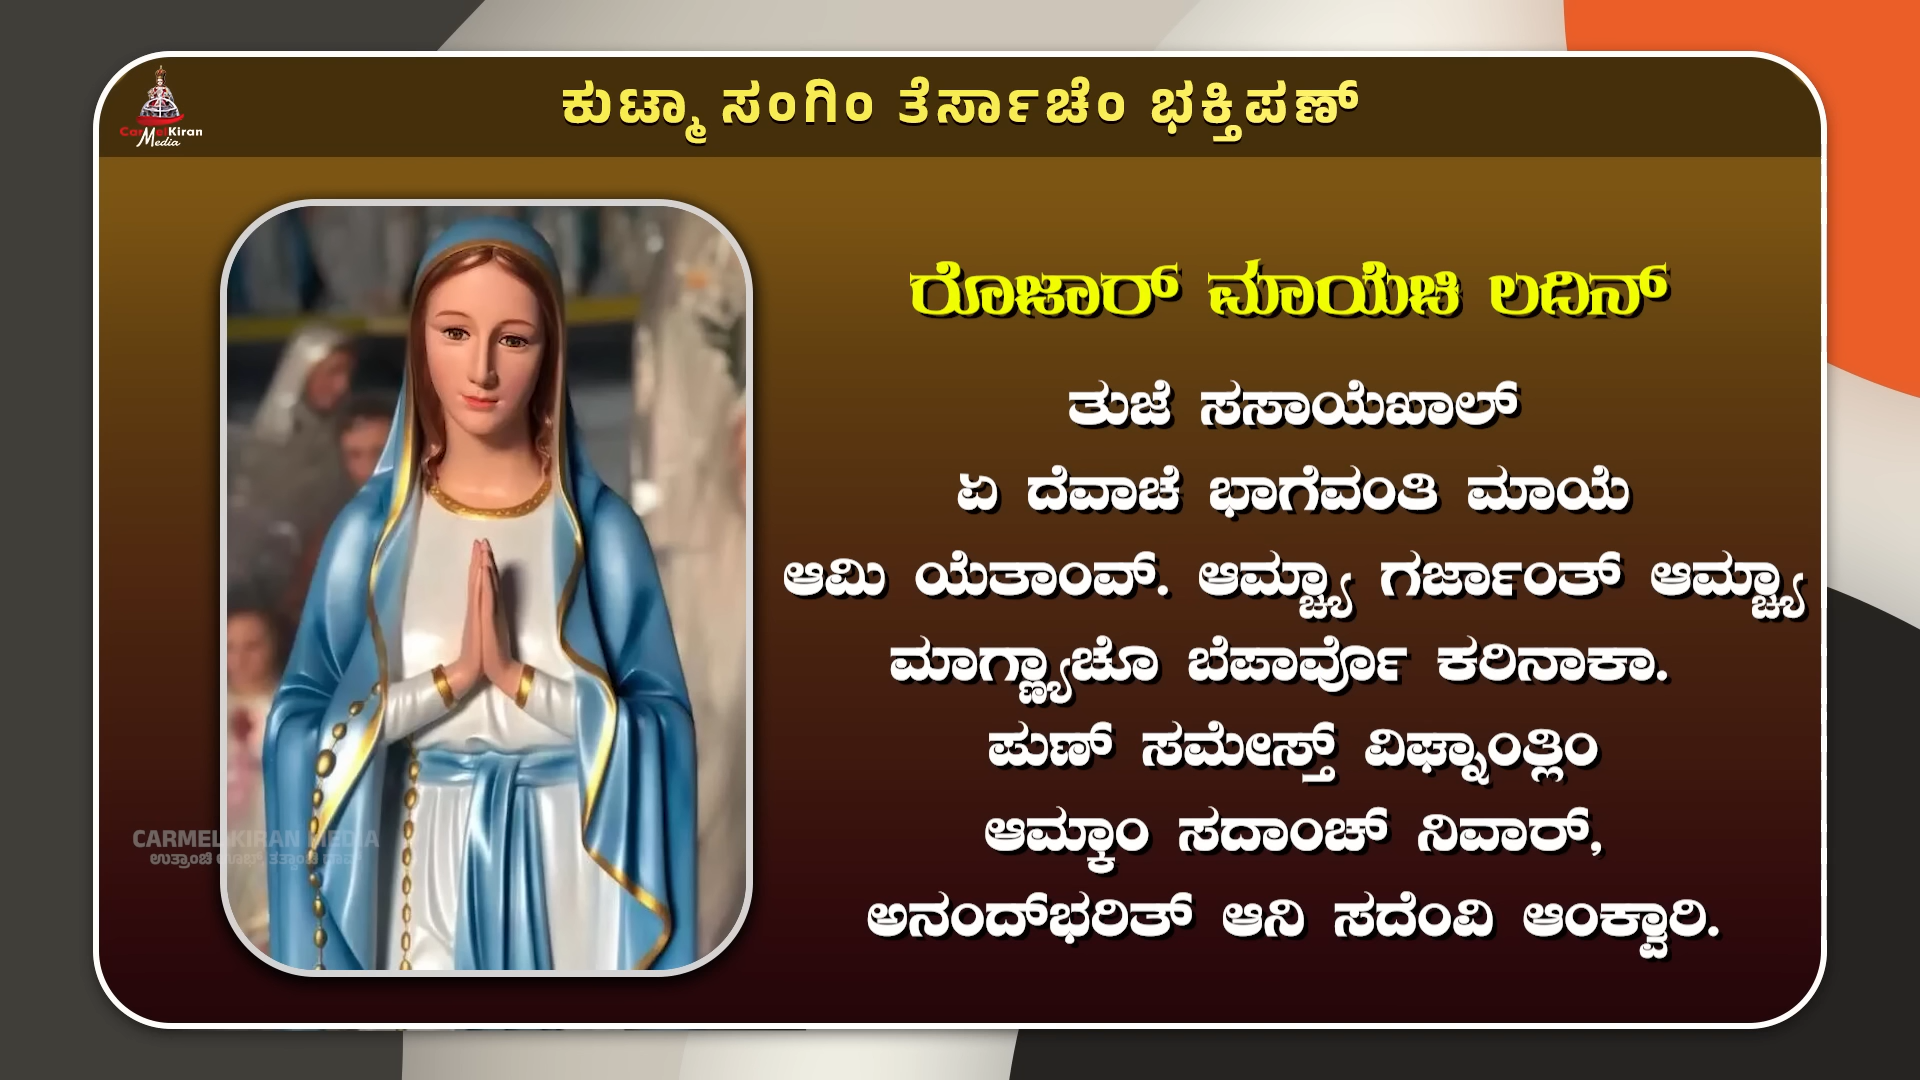 ಕುಟ್ಮಾ ಸಂಗಿಂ ತೆರ್ಸಾಚೆಂ ಭಕ್ತಿಪಣ್
CarmelKiran
Media
ರೊಜಾರ್ ಮಾಯೆಚಿ ಲದಿನ್
ತುಜೆ ಸಸಾಯೆಖಾಲ್
ಏ ದೆವಾಚೆ ಭಾಗೆವಂತಿ ಮಾಯೆ
ಆಮಿ ಯೆತಾಂವ್. ಆಮ್ಚ್ಯಾ ಗರ್ಜಾಂತ್ ಆಮ್ಚ್ಯಾ
ಮಾಗ್ಣ್ಯಾಚೊ ಬೆಪಾರ್ವೊ ಕರಿನಾಕಾ.
ಪುಣ್ ಸಮೇಸ್ತ್ ವಿಘ್ನಾಂತ್ಲಿಂ
ಆಮ್ಕಾಂ ಸದಾಂಚ್ ನಿವಾರ್,
ಅನಂದ್‌ಭರಿತ್ ಆನಿ ಸದೆಂವಿ ಆಂಕ್ವಾರಿ.
CARMEL KIRAN MEDIA